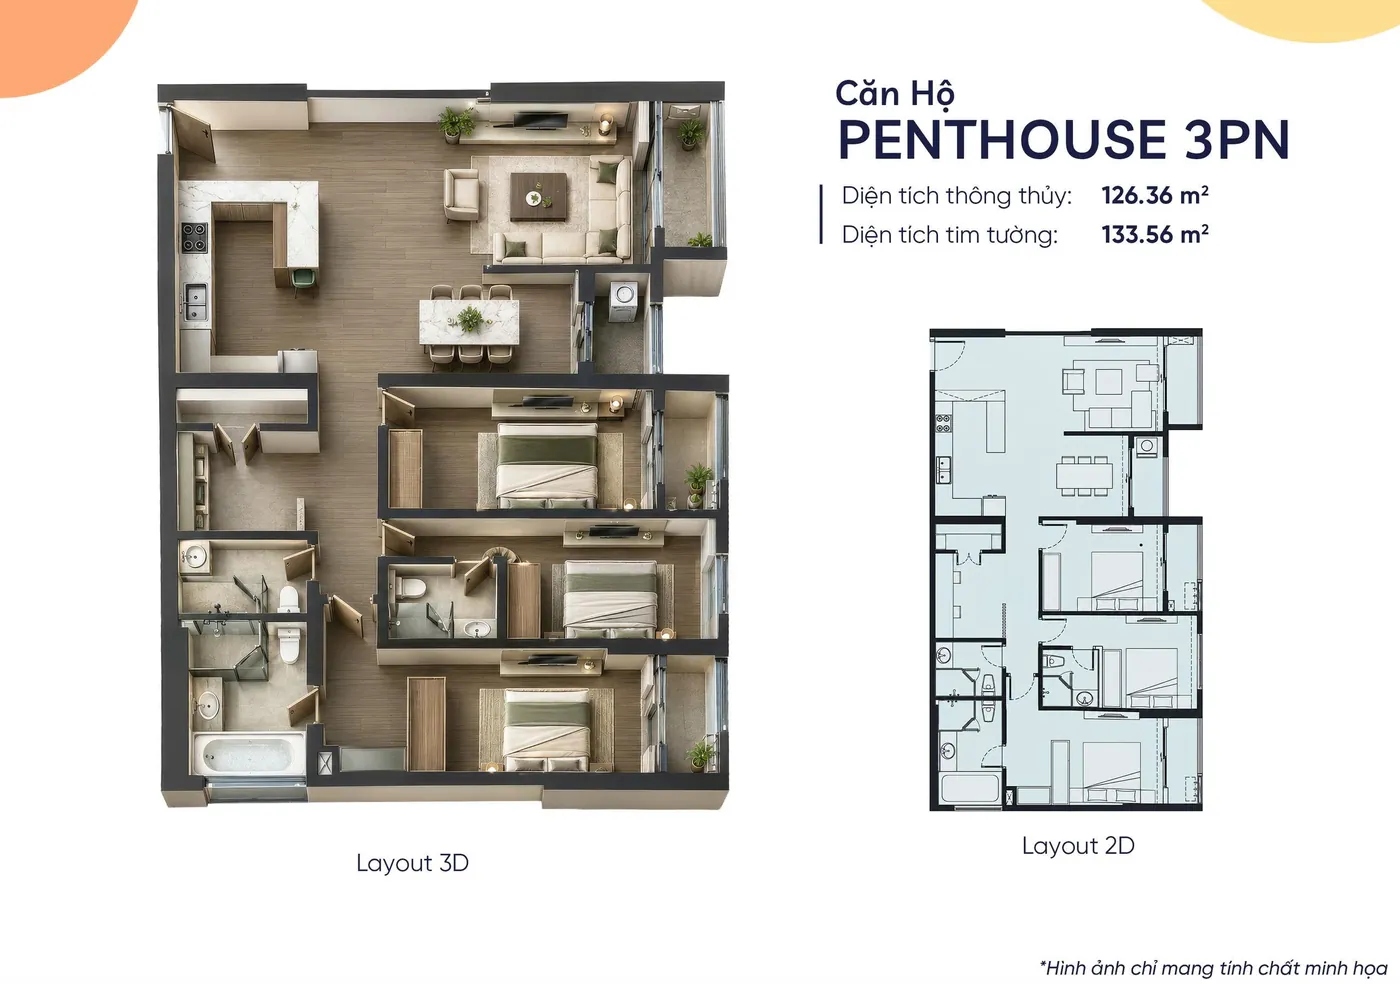 Căn Hộ
PENTHOUSE 3PN
Diện tích thông thủy: 126.36 m²
Diện tích tim tường: 133.56 m²
Layout 3D
Layout 2D
*Hình ảnh chỉ mang tính chất minh họa